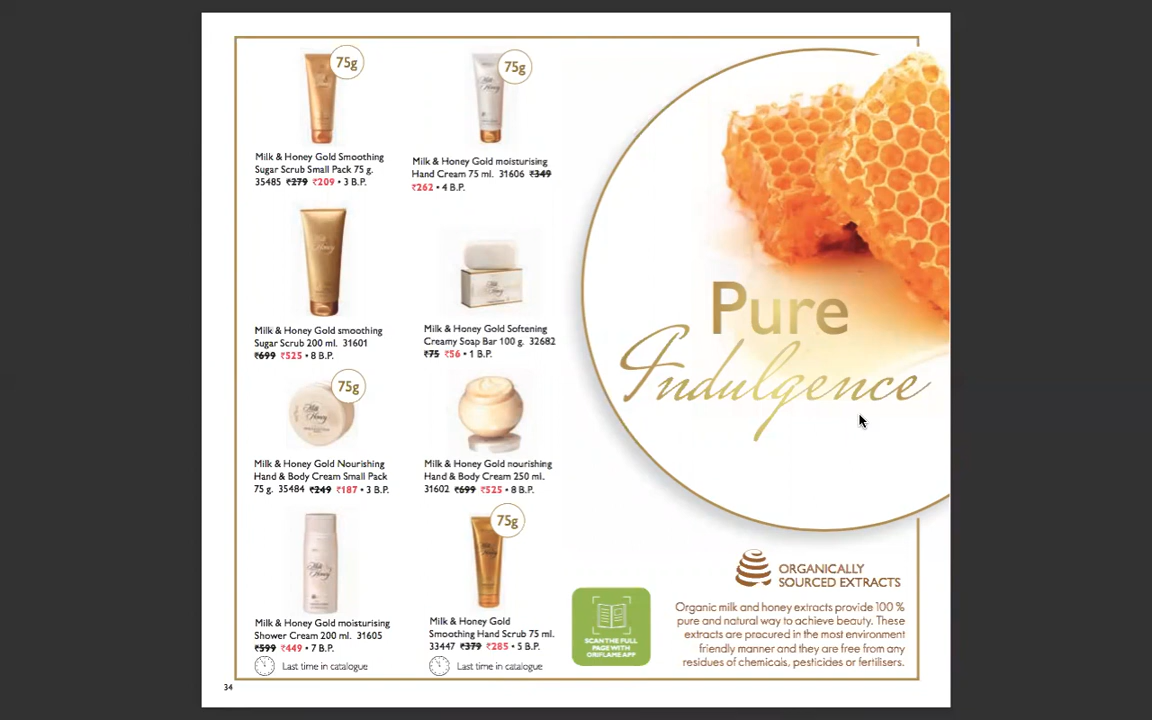 75g
Milk & Honey Gold Smoothing
Sugar Scrub Small Pack 75 g.
35485 ₹279 ₹209 • 3 B.P.
75g
Milk & Honey Gold moisturising
Hand Cream 75 ml. 31606 ₹349
₹262 • 4 B.P.
Milk & Honey Gold smoothing
Sugar Scrub 200 ml. 31601
₹699 ₹525 • 8 B.P.
Milk & Honey Gold Softening
Creamy Soap Bar 100 g. 32682
₹75 ₹56 • 1 B.P.
75g
Milk & Honey Gold Nourishing
Hand & Body Cream Small Pack
75 g. 35484 ₹249 ₹187 • 3 B.P.
Milk & Honey Gold nourishing
Hand & Body Cream 250 ml.
31602 ₹699 ₹525 • 8 B.P.
Milk & Honey Gold moisturising
Shower Cream 200 ml. 31605
₹599 ₹449 • 7 B.P.
Last time in catalogue
75g
Milk & Honey Gold
Smoothing Hand Scrub 75 ml.
33447 ₹379 ₹285 • 5 B.P.
Last time in catalogue
Pure
Indulgence
SCAN THE FULL
PAGE WITH
ORIFLAME APP
ORGANICALLY
SOURCED EXTRACTS
Organic milk and honey extracts provide 100 %
pure and natural way to achieve beauty. These
extracts are procured in the most environment
friendly manner and they are free from any
residues of chemicals, pesticides or fertilisers.
34